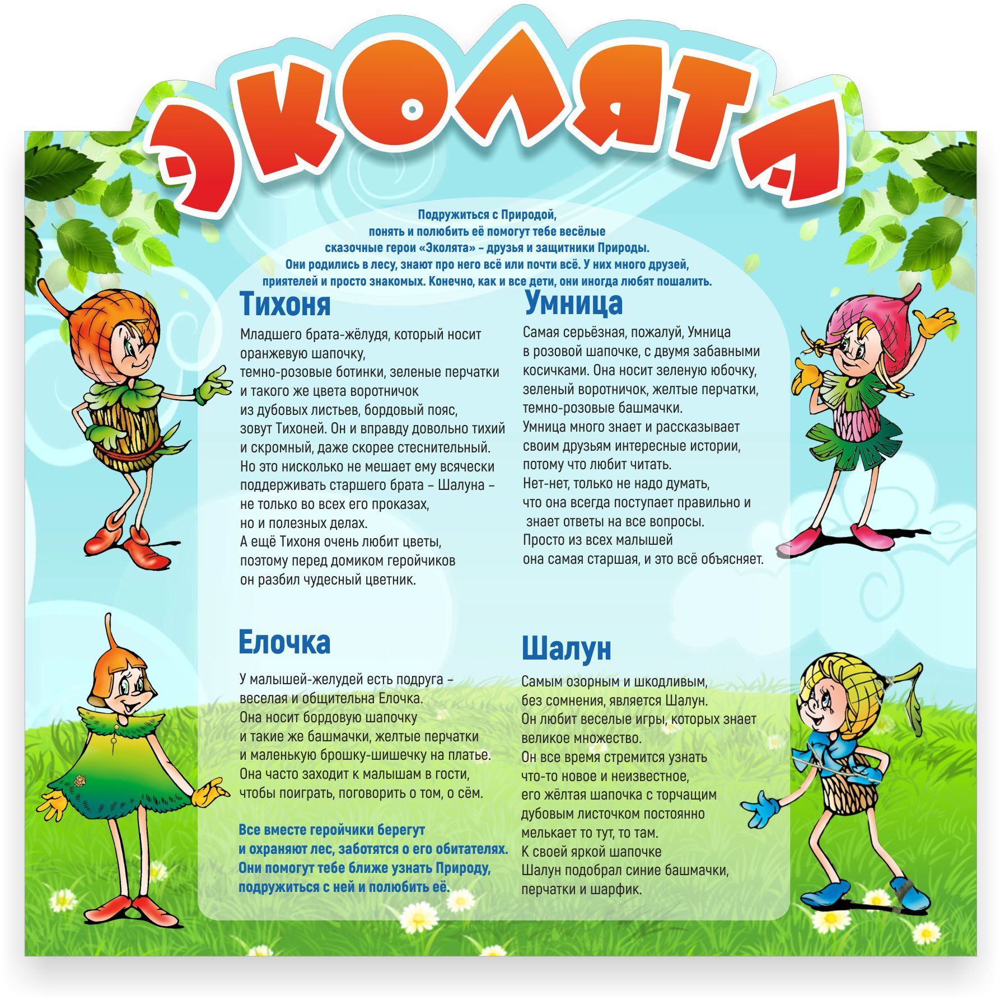 ЭКОЛЯТА
Подружиться с Природой,
понять и полюбить её помогут тебе весёлые
сказочные герои «Эколята» – друзья и защитники Природы.
Они родились в лесу, знают про него всё или почти всё. У них много друзей,
приятелей и просто знакомых. Конечно, как и все дети, они иногда любят пошалить.
Тихоня
Младшего брата-жёлудя, который носит
оранжевую шапочку,
темно-розовые ботинки, зеленые перчатки
и такого же цвета воротничок
из дубовых листьев, бордовый пояс,
зовут Тихоней. Он и вправду довольно тихий
и скромный, даже скорее стеснительный.
Но это нисколько не мешает ему всячески
поддерживать старшего брата – Шалуна –
не только во всех его проказах,
но и полезных делах.
А ещё Тихоня очень любит цветы,
поэтому перед домиком геройчиков
он разбил чудесный цветник.
Умница
Самая серьёзная, пожалуй, Умница
в розовой шапочке, с двумя забавными
косичками. Она носит зеленую юбочку,
зеленый воротничок, желтые перчатки,
темно-розовые башмачки.
Умница много знает и рассказывает
своим друзьям интересные истории,
потому что любит читать.
Нет-нет, только не надо думать,
что она всегда поступает правильно и
знает ответы на все вопросы.
Просто из всех малышей
она самая старшая, и это всё объясняет.
Елочка
У малышей-желудей есть подруга –
веселая и общительна Елочка.
Она носит бордовую шапочку
и такие же башмачки, желтые перчатки
и маленькую брошку-шишечку на платье.
Она часто заходит к малышам в гости,
чтобы поиграть, поговорить о том, о сём.
Все вместе геройчики берегут
и охраняют лес, заботятся о его обитателях.
Они помогут тебе ближе узнать Природу,
подружиться с ней и полюбить её.
Шалун
Самым озорным и шкодливым,
без сомнения, является Шалун.
Он любит веселые игры, которых знает
великое множество.
Он все время стремится узнать
что-то новое и неизвестное,
его жёлтая шапочка с торчащим
дубовым листочком постоянно
мелькает то тут, то там.
К своей яркой шапочке
Шалун подобрал синие башмачки,
перчатки и шарфик.